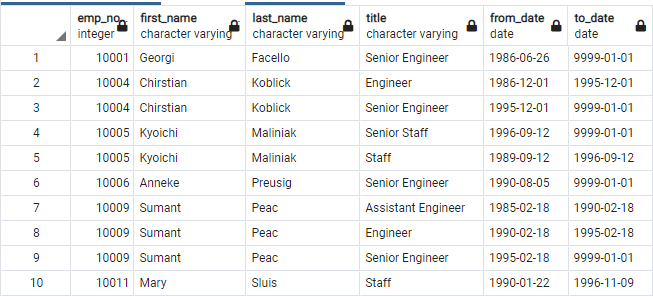 emp_no first_name last_name title from_date to_date
integer character varying character varying character varying date date
1 10001 Georgi Facello Senior Engineer 1986-06-26 9999-01-01
2 10004 Chirstian Koblick Engineer 1986-12-01 1995-12-01
3 10004 Chirstian Koblick Senior Engineer 1995-12-01 9999-01-01
4 10005 Kyoichi Maliniak Senior Staff 1996-09-12 9999-01-01
5 10005 Kyoichi Maliniak Staff 1989-09-12 1996-09-12
6 10006 Anneke Preusig Senior Engineer 1990-08-05 9999-01-01
7 10009 Sumant Peac Assistant Engineer 1985-02-18 1990-02-18
8 10009 Sumant Peac Engineer 1990-02-18 1995-02-18
9 10009 Sumant Peac Senior Engineer 1995-02-18 9999-01-01
10 10011 Mary Sluis Staff 1990-01-22 1996-11-09